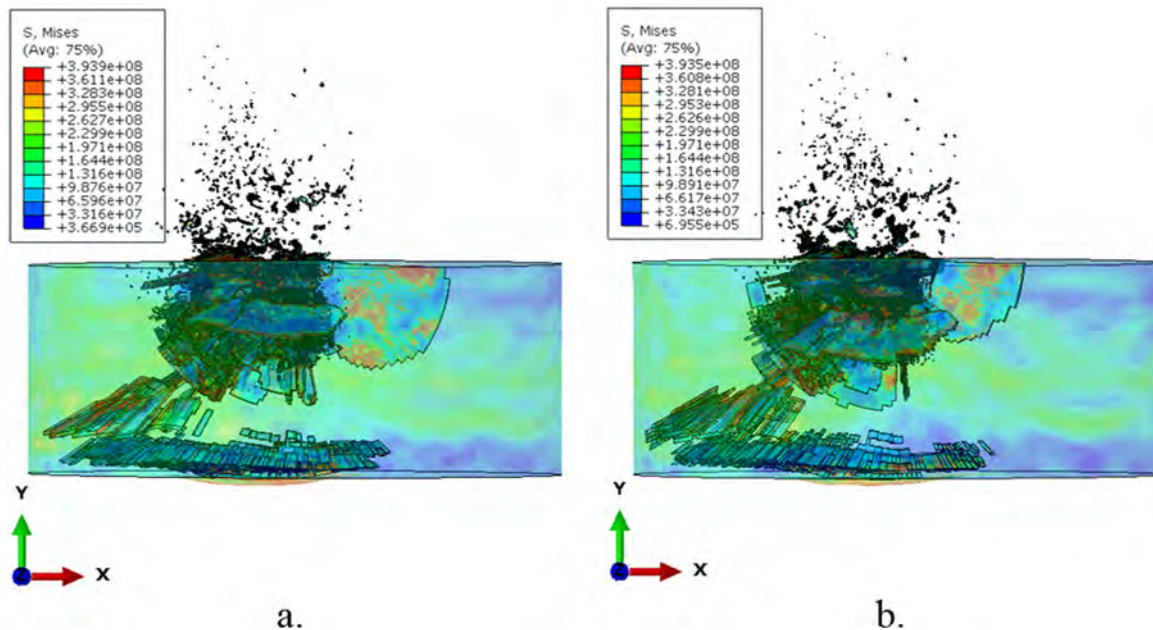 S, Mises
(Avg: 75%)
+3.939e+08
+3.611e+08
+3.283e+08
+2.955e+08
+2.627e+08
+2.299e+08
+1.971e+08
+1.644e+08
+1.316e+08
+9.876e+07
+6.596e+07
+3.316e+07
+3.669e+05
Y
Z
X
a.
S, Mises
(Avg: 75%)
+3.935e+08
+3.608e+08
+3.281e+08
+2.953e+08
+2.626e+08
+2.299e+08
+1.971e+08
+1.644e+08
+1.316e+08
+9.891e+07
+6.617e+07
+3.343e+07
+6.955e+05
Y
Z
X
b.